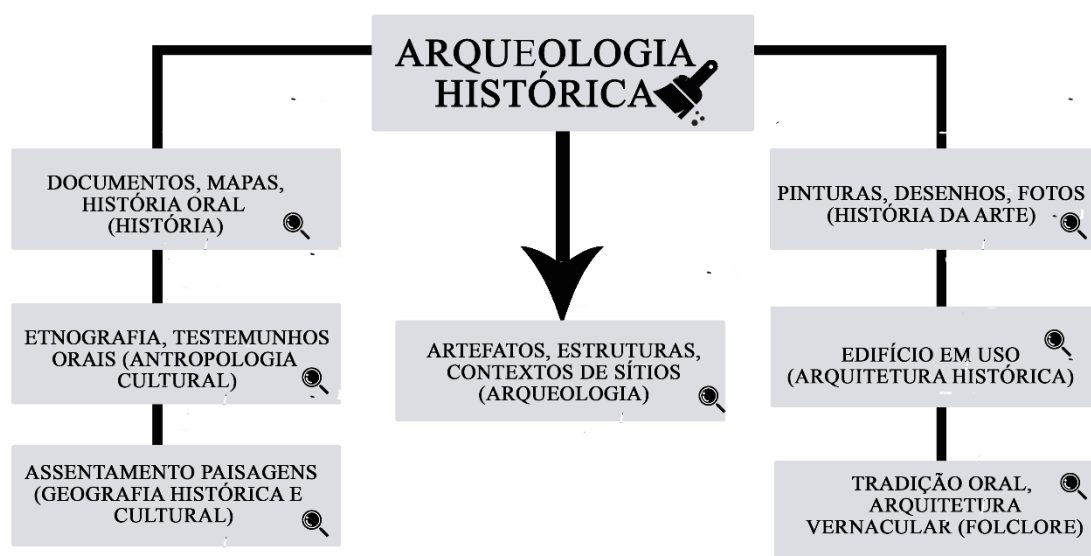 ARQUEOLOGIA
HISTÓRICA
DOCUMENTOS, MAPAS,
HISTÓRIA ORAL
(HISTÓRIA)
ETNOGRAFIA, TESTEMUNHOS
ORAIS (ANTROPOLOGIA
CULTURAL)
ASSENTAMENTO PAISAGENS
(GEOGRAFIA HISTÓRICA E
CULTURAL)
ARTEFATOS, ESTRUTURAS,
CONTEXTOS DE SÍTIOS
(ARQUEOLOGIA)
PINTURAS, DESENHOS, FOTOS
(HISTÓRIA DA ARTE)
EDIFÍCIO EM USO
(ARQUITETURA HISTÓRICA)
TRADIÇÃO ORAL,
ARQUITETURA
VERNACULAR (FOLCLORE)